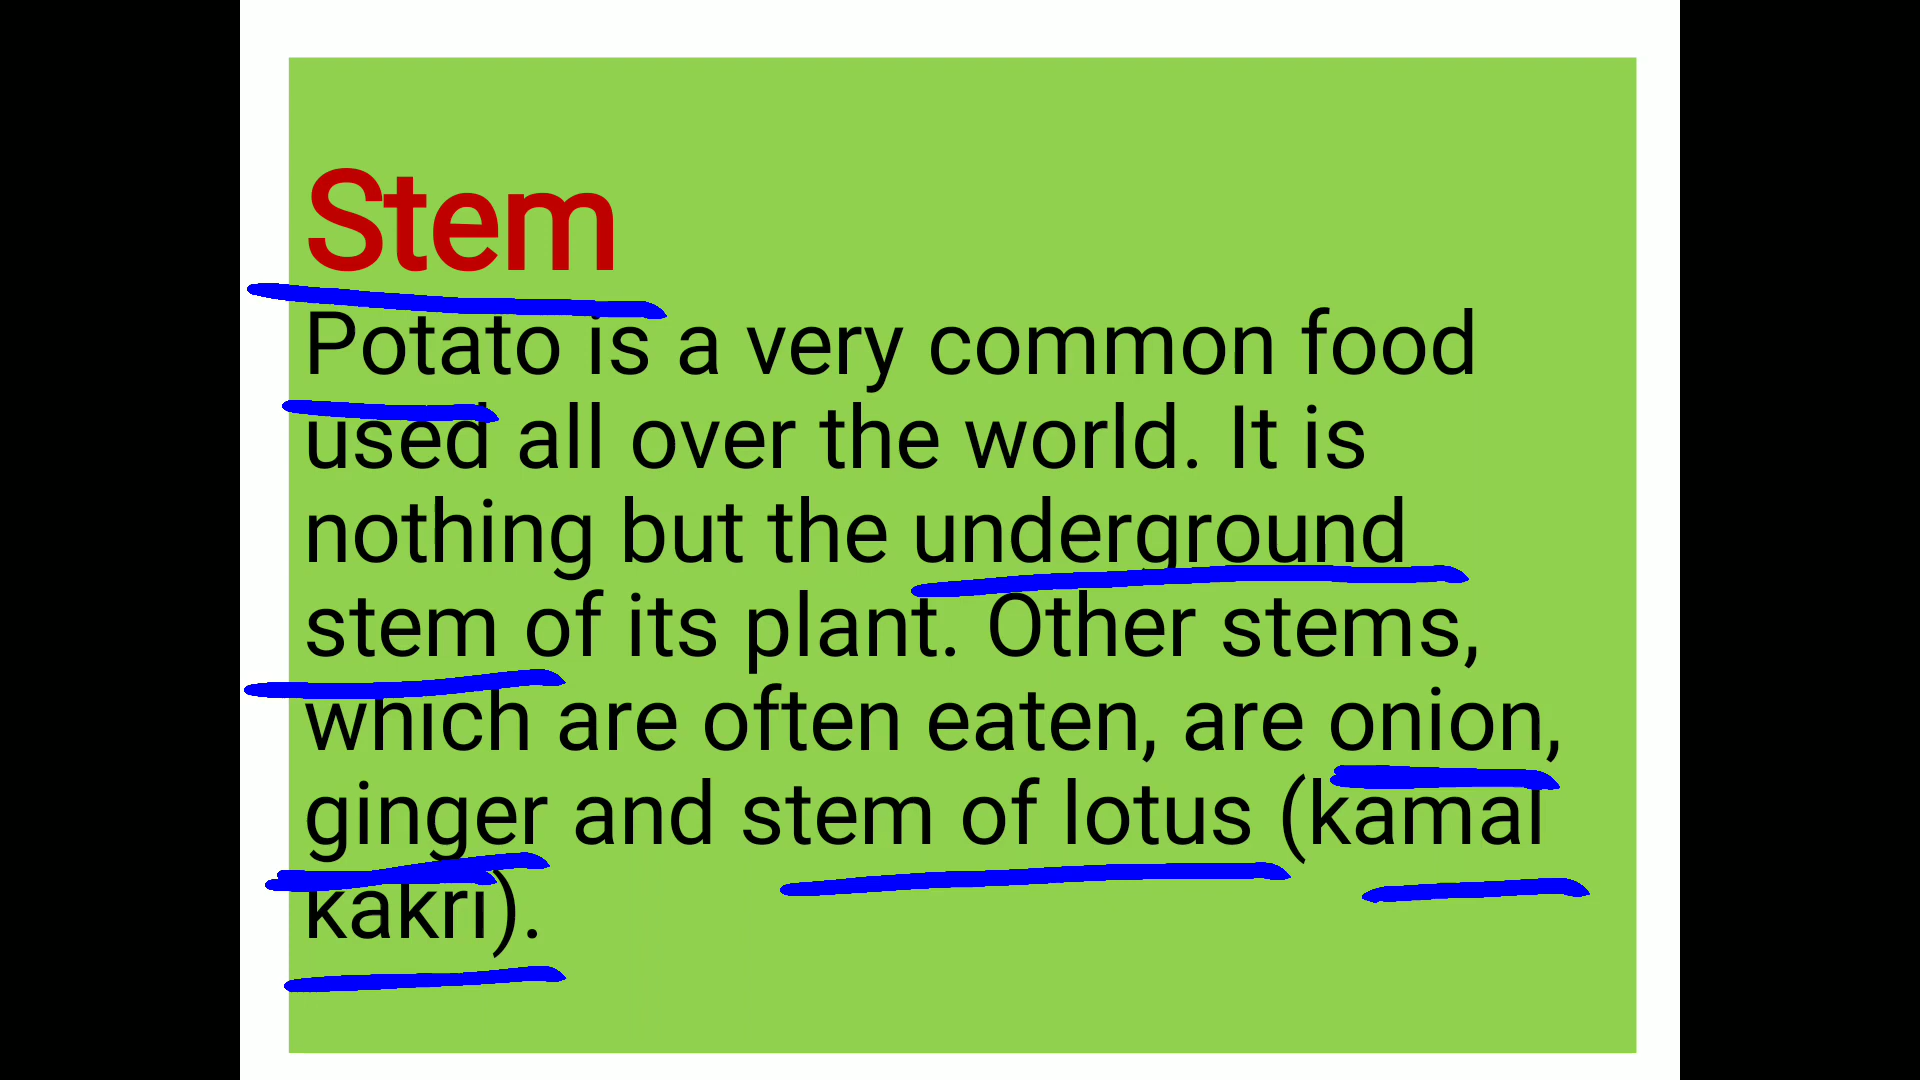 Stem
Potato is a very common food
used all over the world. It is
nothing but the underground
stem of its plant. Other stems,
which are often eaten, are onion,
ginger and stem of lotus (kamal
kakri).